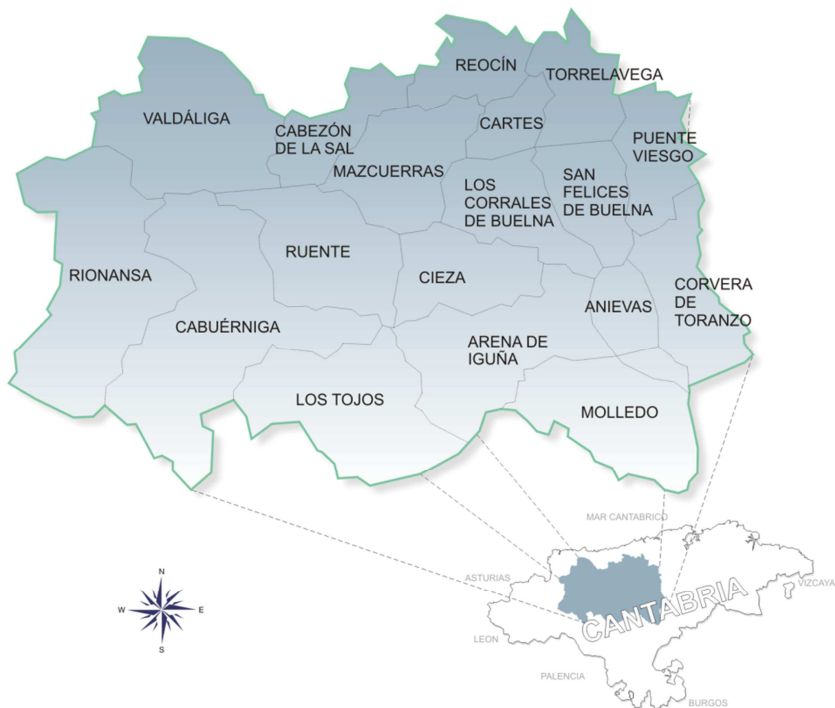 REOCÍN
TORRELAVEGA
VALDÁLIGA
CABEZÓN
DE LA SAL
CARTES
PUENTE
VIESGO
MAZCUERRAS
LOS
CORRALES
DE BUELNA
SAN
FELICES
DE BUELNA
RUENTE
RIONANSA
CIEZA
CORVERA
DE
TORANZO
ANIEVAS
CABUÉRNIGA
ARENA DE
IGUÑA
LOS TOJOS
MOLLEDO
MAR CANTABRICO
N
W
E
S
ASTURIAS
VIZCAYA
CANTABRIA
LEON
PALENCIA
BURGOS